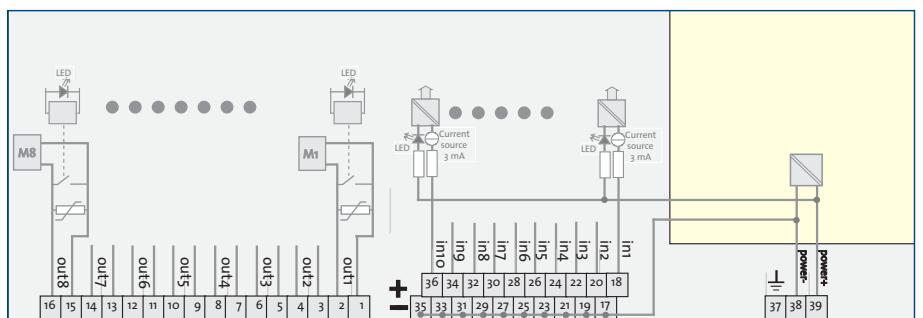 LED
LED
M8
M1
LED
Current
source
3 mA
LED
Current
source
3 mA
out8
out7
out6
out5
out4
out3
out2
out1
in10
in9
in8
in7
in6
in5
in4
in3
in2
in1
power-
power+
+
36 34 32 30 28 26 24 22 20 18
−
16 15 14 13 12 11 10 9 8 7 6 5 4 3 2 1
35 33 31 29 27 25 23 21 19 17
37 38 39